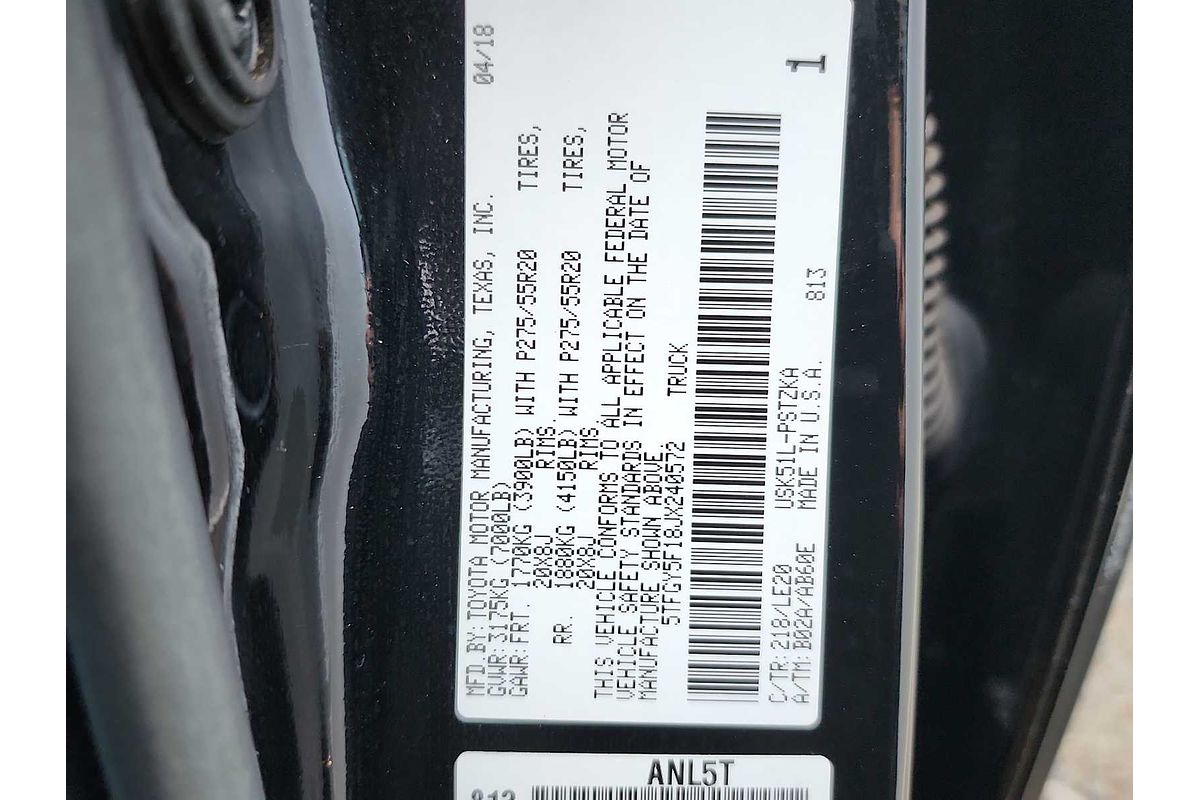 MFD.BY:TOYOTA MOTOR MANUFACTURING, TEXAS, INC. 04/18
GVWR:3175KG (7000LB)
GAWR:FRT. 1770KG (3900LB) WITH P275/55R20 TIRES,
20X8J RIMS,
RR. 1880KG (4150LB) WITH P275/55R20 TIRES,
20X8J RIMS,
THIS VEHICLE CONFORMS TO ALL APPLICABLE FEDERAL MOTOR
VEHICLE SAFETY STANDARDS IN EFFECT ON THE DATE OF
MANUFACTURE SHOWN ABOVE.
5TFGY5F18JX240572 TRUCK
C/TR:218/LE20 USK51L-PSTZKA
A/TM:B02A/AB60E MADE IN U.S.A. 813
1
ANL5T
813